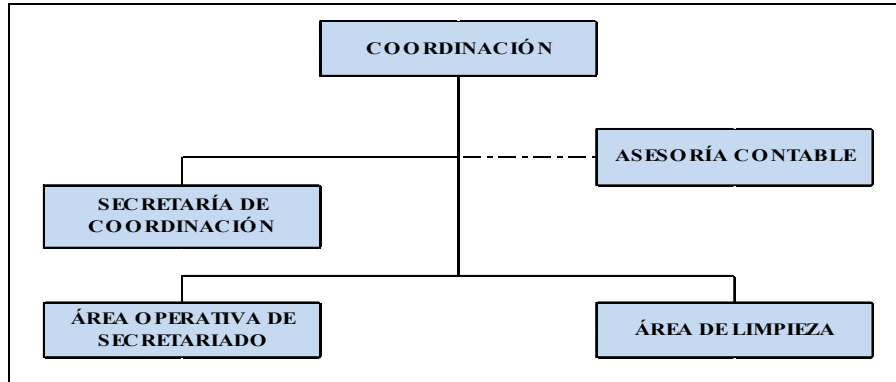 COORDINACIÓN
ASESORÍA CONTABLE
SECRETARÍA DE
COORDINACIÓN
ÁREA OPERATIVA DE
SECRETARIADO
ÁREA DE LIMPIEZA